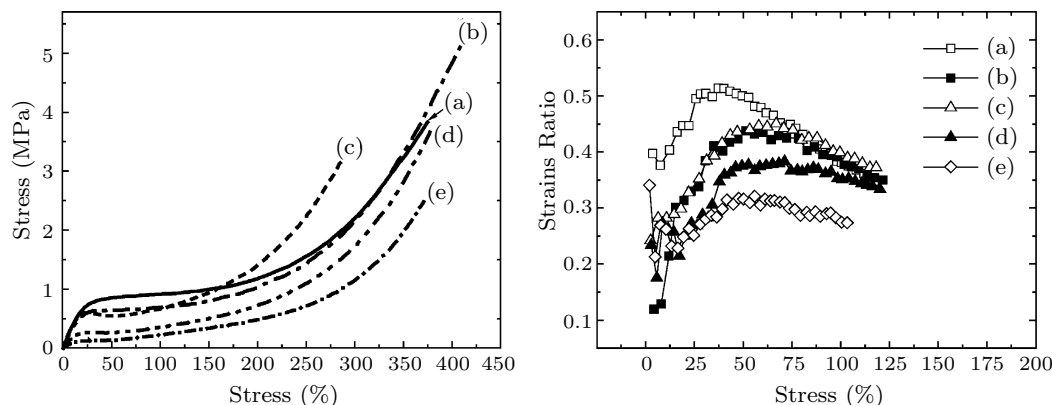 5
4
3
2
1
0
Stress (MPa)
0 50 100 150 200 250 300 350 400 450
Stress (%)
(b)
(a)
(c)
(d)
(e)
0.6
0.5
0.4
0.3
0.2
0.1
Strains Ratio
-25 0 25 50 75 100 125 150 175 200
Stress (%)
(a)
(b)
(c)
(d)
(e)